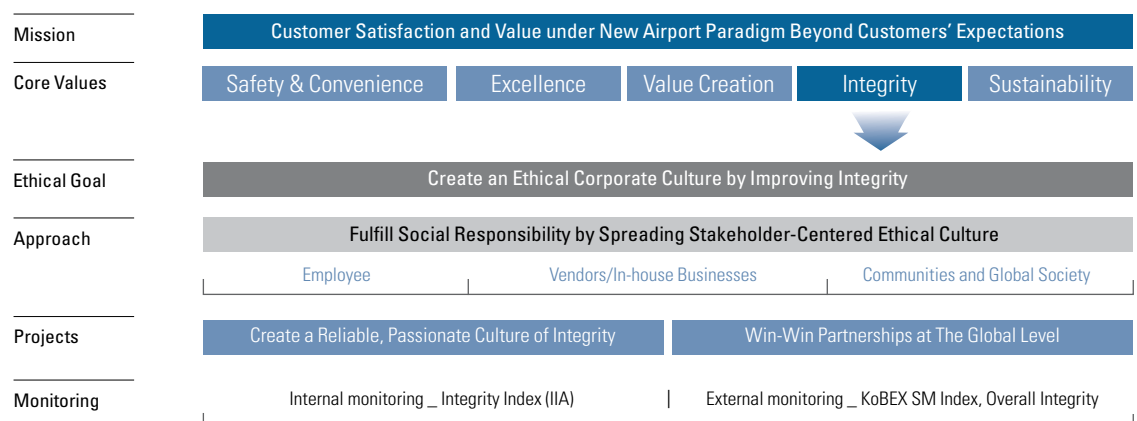 Mission
Customer Satisfaction and Value under New Airport Paradigm Beyond Customers’ Expectations
Core Values
Safety & Convenience
Excellence
Value Creation
Integrity
Sustainability
Ethical Goal
Create an Ethical Corporate Culture by Improving Integrity
Approach
Fulfill Social Responsibility by Spreading Stakeholder-Centered Ethical Culture
Employee
Vendors/In-house Businesses
Communities and Global Society
Projects
Create a Reliable, Passionate Culture of Integrity
Win-Win Partnerships at The Global Level
Monitoring
Internal monitoring _ Integrity Index (IIA)
External monitoring _ KoBEX SM Index, Overall Integrity